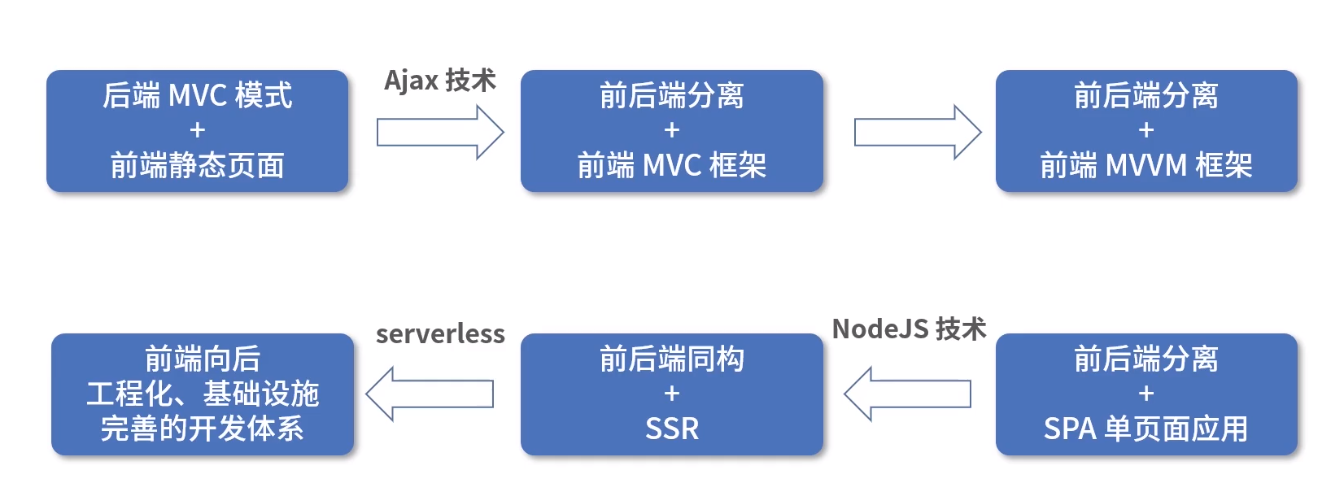 后端 MVC 模式
+
前端静态页面
Ajax 技术
前后端分离
+
前端 MVC 框架
前后端分离
+
前端 MVVM 框架
前后端分离
+
SPA 单页面应用
NodeJS 技术
前后端同构
+
SSR
serverless
前端向后
工程化、基础设施
完善的开发体系